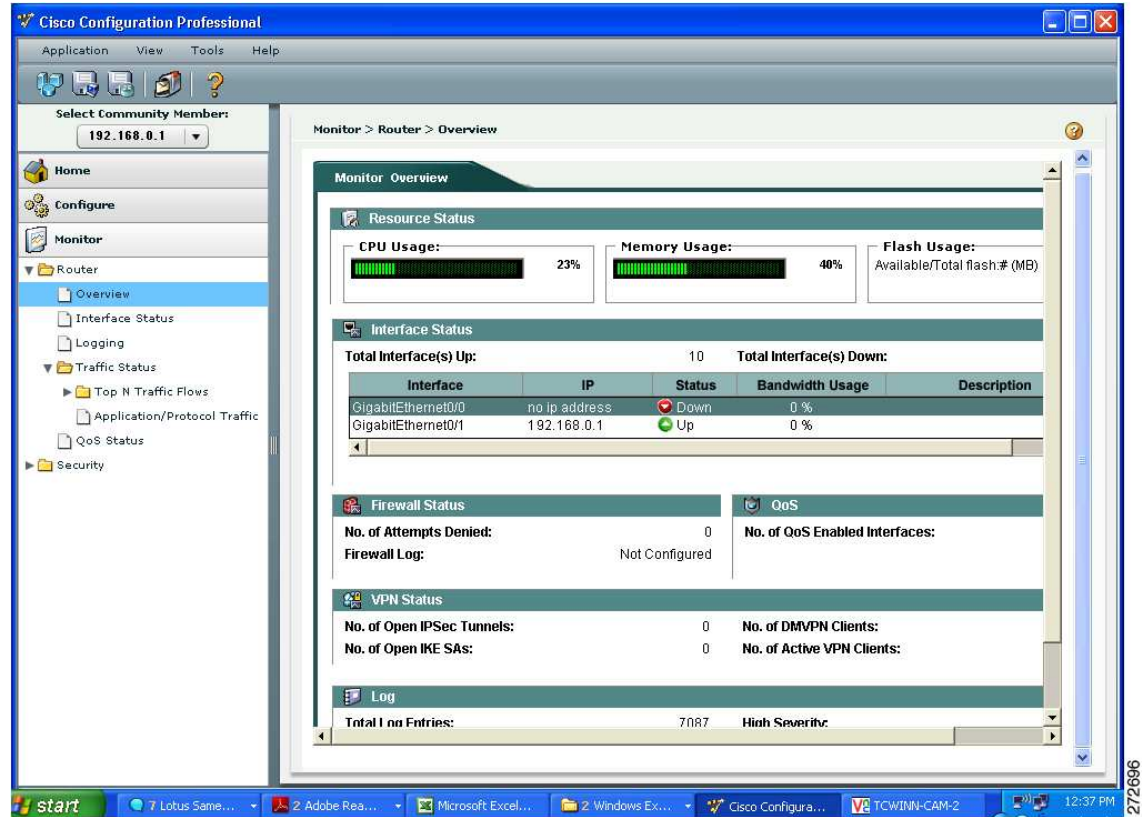 Cisco Configuration Professional
Application View Tools Help
Select Community Member:
192.168.0.1
Home
Configure
Monitor
Router
Overview
Interface Status
Logging
Traffic Status
Top N Traffic Flows
Application/Protocol Traffic
QoS Status
Security
Monitor > Router > Overview
Monitor Overview
Resource Status
CPU Usage: Memory Usage: Flash Usage:
23% 40% Available/Total flash:# (MB)
Interface Status
Total Interface(s) Up: 10 Total Interface(s) Down:
Interface IP Status Bandwidth Usage Description
GigabitEthernet0/0 no ip address Down 0 %
GigabitEthernet0/1 192.168.0.1 Up 0 %
Firewall Status QoS
No. of Attempts Denied: 0 No. of QoS Enabled Interfaces:
Firewall Log: Not Configured
VPN Status
No. of Open IPSec Tunnels: 0 No. of DMVPN Clients:
No. of Open IKE SAs: 0 No. of Active VPN Clients:
Log
Total Log Entries: 7087 High Severity:
start 7 Lotus Same... 2 Adobe Rea... Microsoft Excel... 2 Windows Ex... Cisco Configura... TCWINN-CAM-2 12:37 PM
272696